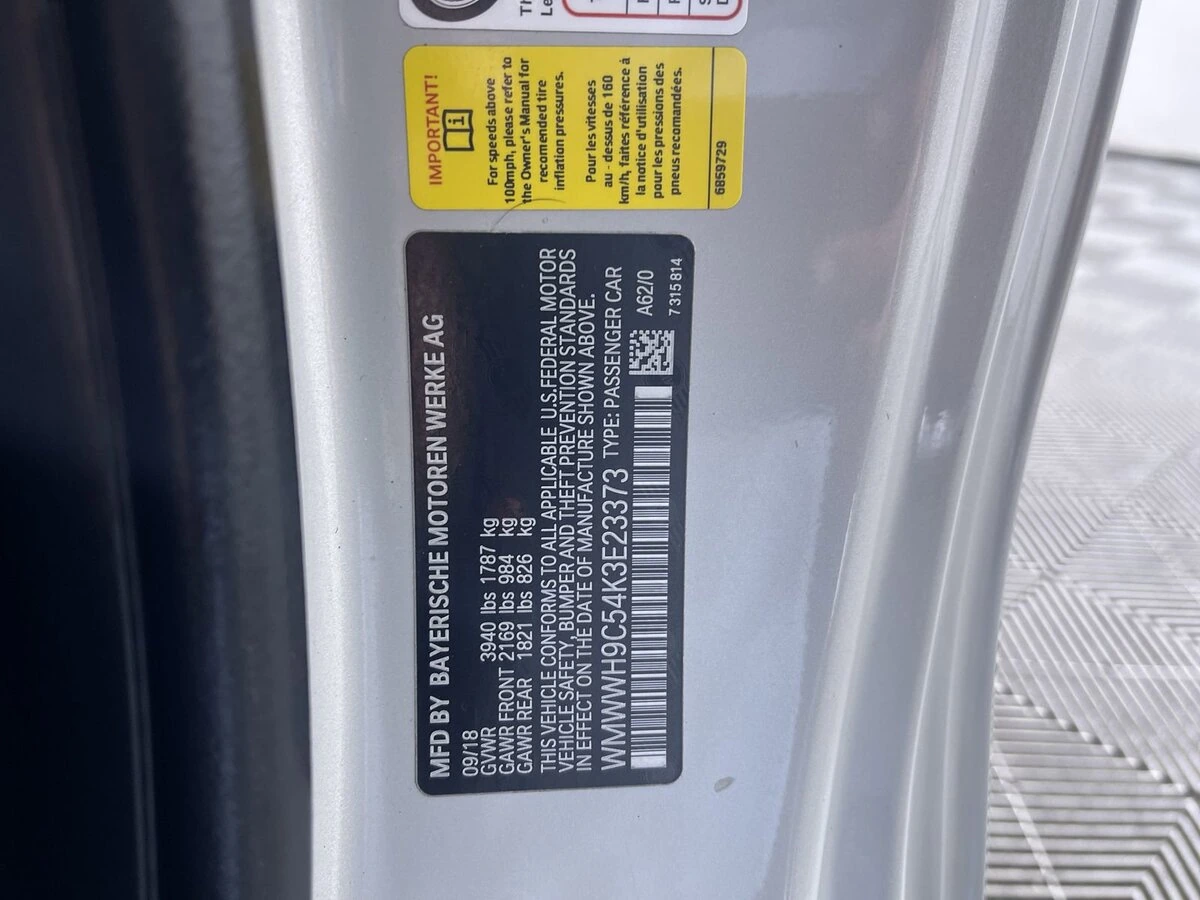 IMPORTANT!
For speeds above
100mph, please refer to
the Owner's Manual for
recomended tire
inflation pressures.
Pour les vitesses
au - dessus de 160
km/h, faites référence à
la notice d'utilisation
pour les pressions des
pneus recomandées.
6859729
MFD BY BAYERISCHE MOTOREN WERKE AG
09/18
GVWR 3940 lbs 1787 kg
GAWR FRONT 2169 lbs 984 kg
GAWR REAR 1821 lbs 826 kg
THIS VEHICLE CONFORMS TO ALL APPLICABLE U.S.FEDERAL MOTOR
VEHICLE SAFETY, BUMPER AND THEFT PREVENTION STANDARDS
IN EFFECT ON THE DATE OF MANUFACTURE SHOWN ABOVE.
WMWWH9C54K3E23373 TYPE: PASSENGER CAR
A62/0
7315814